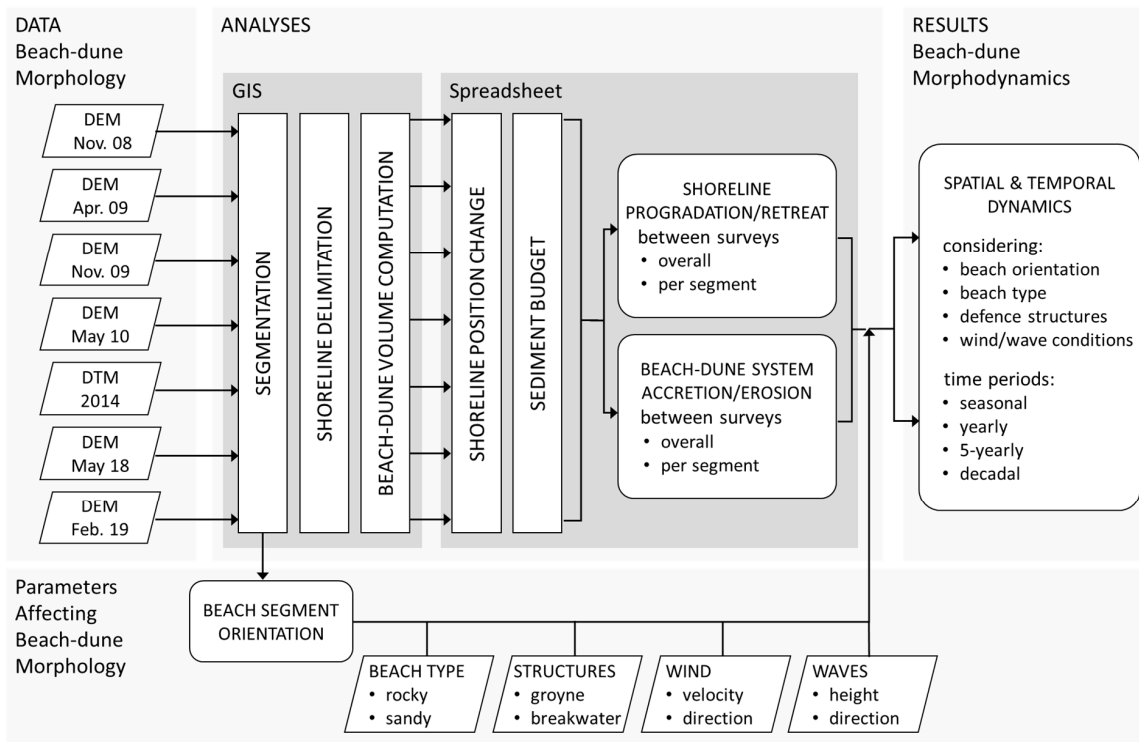 DATA
Beach-dune
Morphology
DEM
Nov. 08
DEM
Apr. 09
DEM
Nov. 09
DEM
May 10
DTM
2014
DEM
May 18
DEM
Feb. 19
ANALYSES
GIS
SEGMENTATION
SHORELINE DELIMITATION
BEACH-DUNE VOLUME COMPUTATION
Spreadsheet
SHORELINE POSITION CHANGE
SEDIMENT BUDGET
SHORELINE
PROGRADATION/RETREAT
between surveys
• overall
• per segment
BEACH-DUNE SYSTEM
ACCRETION/EROSION
between surveys
• overall
• per segment
RESULTS
Beach-dune
Morphodynamics
SPATIAL & TEMPORAL
DYNAMICS
considering:
• beach orientation
• beach type
• defence structures
• wind/wave conditions
time periods:
• seasonal
• yearly
• 5-yearly
• decadal
Parameters
Affecting
Beach-dune
Morphology
BEACH SEGMENT
ORIENTATION
BEACH TYPE
• rocky
• sandy
STRUCTURES
• groyne
• breakwater
WIND
• velocity
• direction
WAVES
• height
• direction